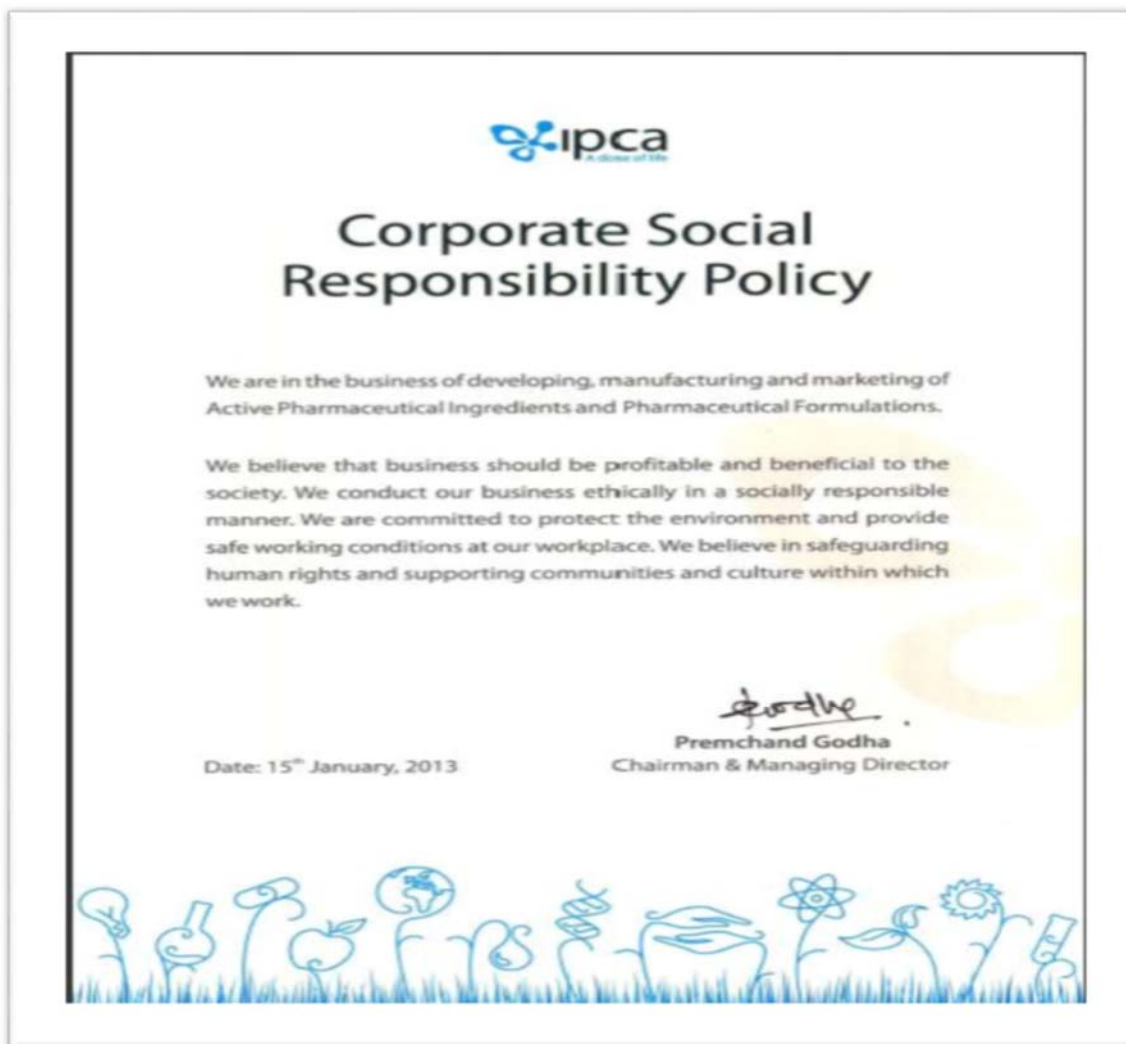 ipca
A dose of life
Corporate Social
Responsibility Policy
We are in the business of developing, manufacturing and marketing of
Active Pharmaceutical Ingredients and Pharmaceutical Formulations.
We believe that business should be profitable and beneficial to the
society. We conduct our business ethically in a socially responsible
manner. We are committed to protect the environment and provide
safe working conditions at our workplace. We believe in safeguarding
human rights and supporting communities and culture within which
we work.
Premchand Godha
Date: 15th January, 2013 Chairman & Managing Director